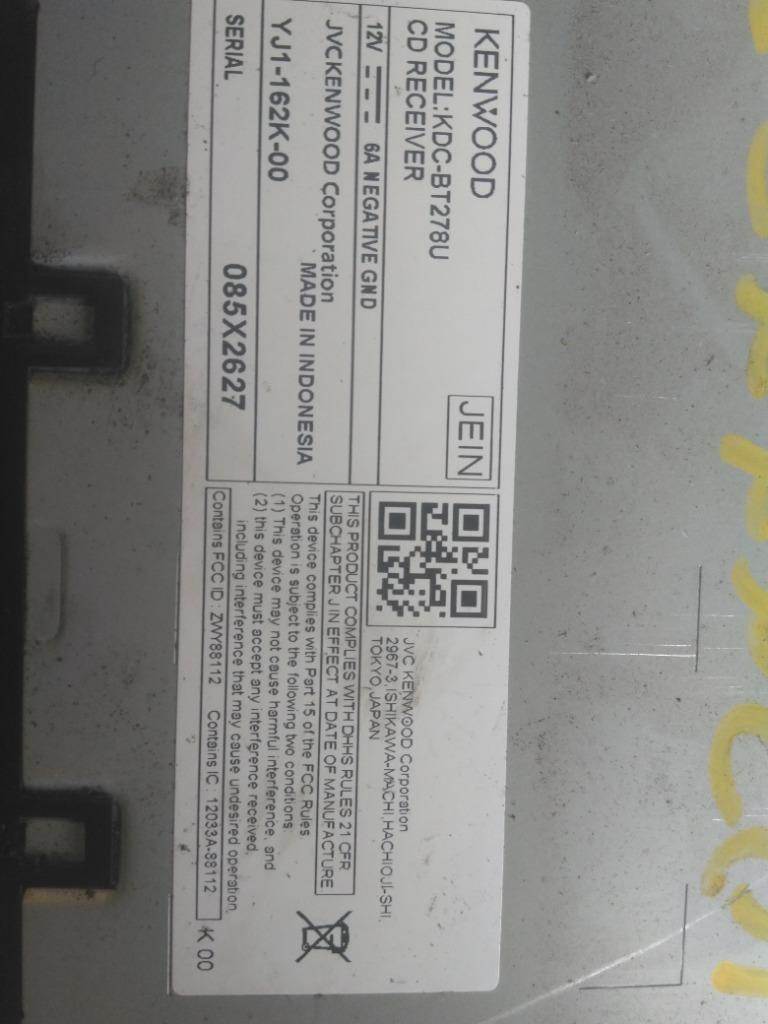 KENWOOD
MODEL:KDC-BT278U
CD RECEIVER
JEIN
12V 6A NEGATIVE GND
JVCKENWOOD Corporation
MADE IN INDONESIA
YJ1-162K-00
SERIAL 085X2627
JVC KENWOOD Corporation
2967-3, ISHIKAWA-MACHI, HACHIOJI-SHI,
TOKYO, JAPAN
THIS PRODUCT COMPLIES WITH DHHS RULES 21 CFR
SUBCHAPTER J IN EFFECT AT DATE OF MANUFACTURE
This device complies with Part 15 of the FCC Rules.
Operation is subject to the following two conditions:
(1) This device may not cause harmful interference, and
(2) this device must accept any interference received,
including interference that may cause undesired operation.
Contains FCC ID : ZWY88112 Contains IC : 12033A-88112
K 00